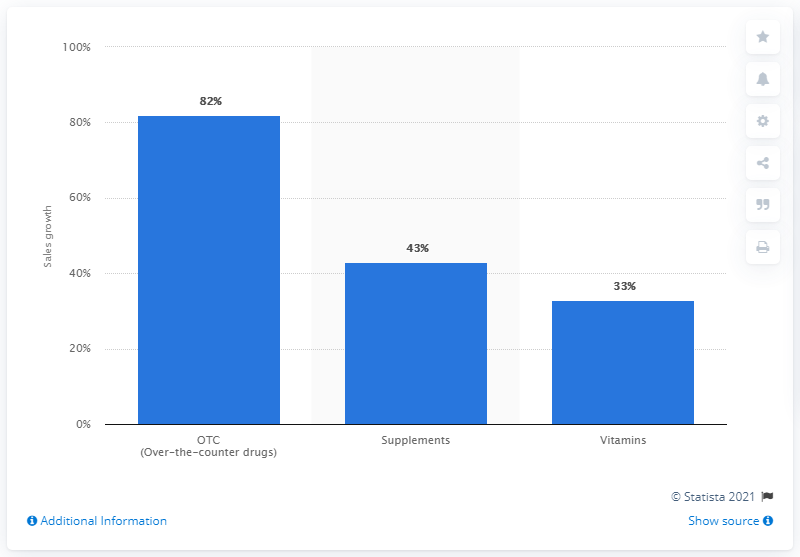 100%
82%
80%
60%
Sales growth
43%
40%
33%
20%
0%
OTC
(Over-the-counter drugs)
Supplements
Vitamins
© Statista 2021
Additional Information
Show source